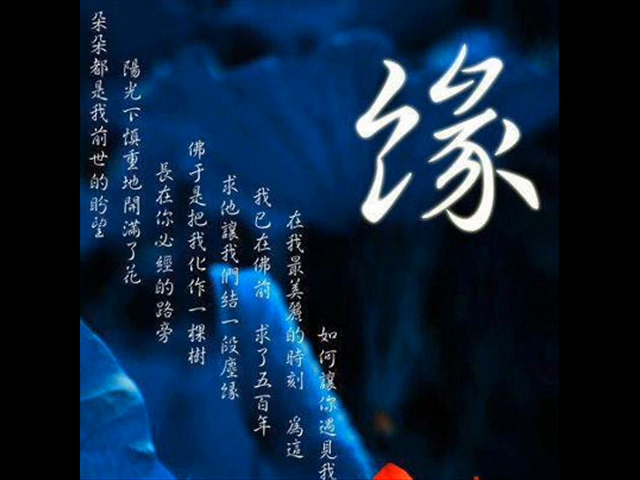 缘
如何讓你遇見我
在我最美麗的時刻 為這
我已在佛前 求了五百年
求他讓我們結一段塵緣
佛于是把我化作一棵樹
長在你必經的路旁
陽光下慎重地開滿了花
朵朵都是我前世的盼望